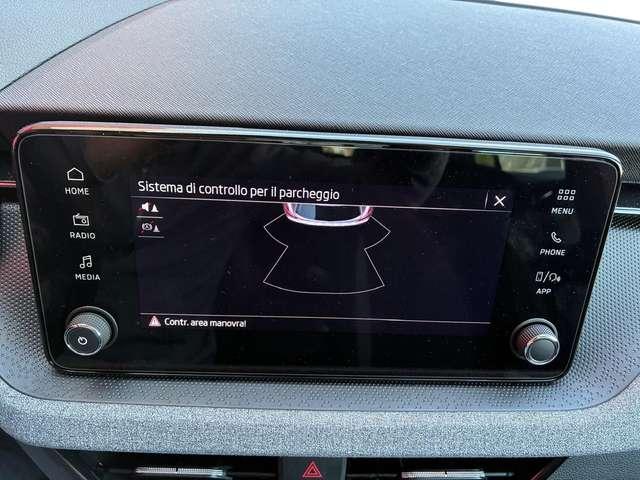 HOME
RADIO
MEDIA
Sistema di controllo per il parcheggio
Contr. area manovra!
MENU
PHONE
APP